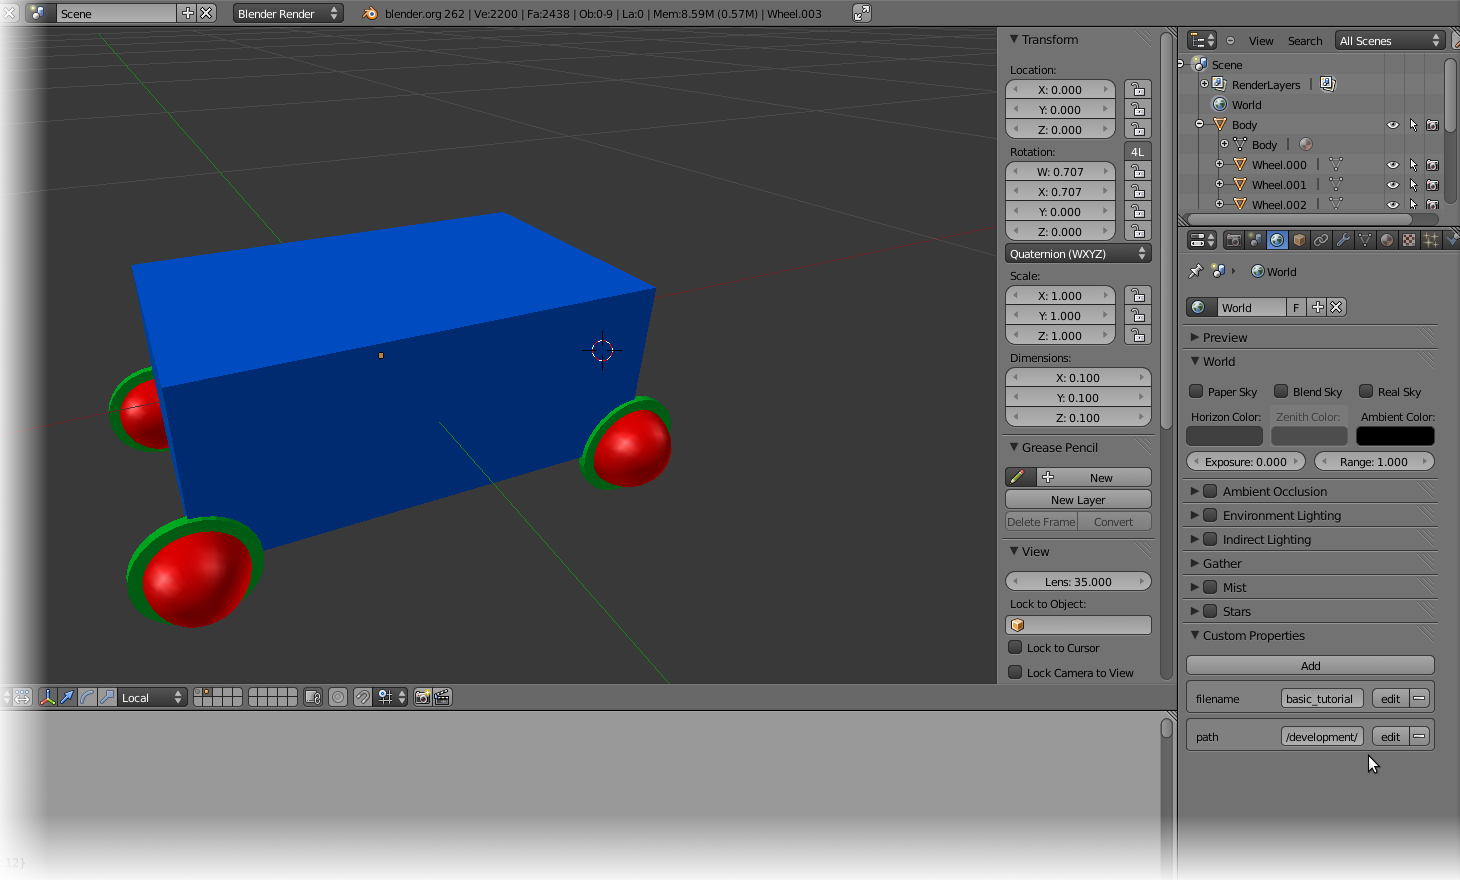 Scene
Blender Render
blender.org 262 | Ve:2200 | Fa:2438 | Ob:0-9 | La:0 | Mem:8.59M (0.57M) | Wheel.003
Transform
Location:
X: 0.000
Y: 0.000
Z: 0.000
Rotation:
4L
W: 0.707
X: 0.707
Y: 0.000
Z: 0.000
Quaternion (WXYZ)
Scale:
X: 1.000
Y: 1.000
Z: 1.000
Dimensions:
X: 0.100
Y: 0.100
Z: 0.100
Grease Pencil
New
New Layer
Delete Frame Convert
View
Lens: 35.000
Lock to Object:
Lock to Cursor
Lock Camera to View
View Search All Scenes
Scene
RenderLayers |
World
Body
Body |
Wheel.000 |
Wheel.001 |
Wheel.002 |
World
World F
Preview
World
Paper Sky Blend Sky Real Sky
Horizon Color: Zenith Color: Ambient Color:
Exposure: 0.000 Range: 1.000
Ambient Occlusion
Environment Lighting
Indirect Lighting
Gather
Mist
Stars
Custom Properties
Add
filename basic_tutorial edit
path /development/ edit
Local
12}